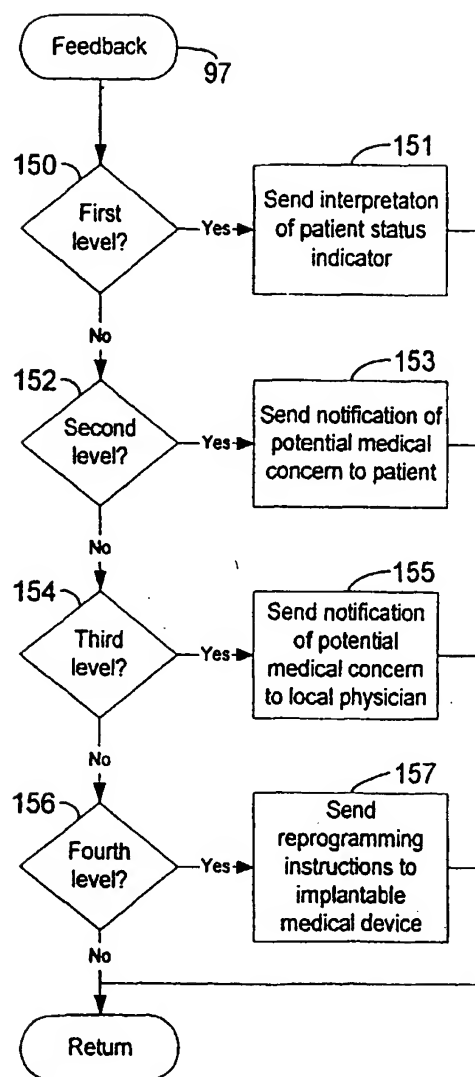 Feedback
97
150
First
level?
Yes
151
Send interpretaton
of patient status
indicator
No
152
Second
level?
Yes
153
Send notification of
potential medical
concern to patient
No
154
Third
level?
Yes
155
Send notification
of potential
medical concern
to local physician
No
156
Fourth
level?
Yes
157
Send
reprogramming
instructions to
implantable
medical device
No
Return